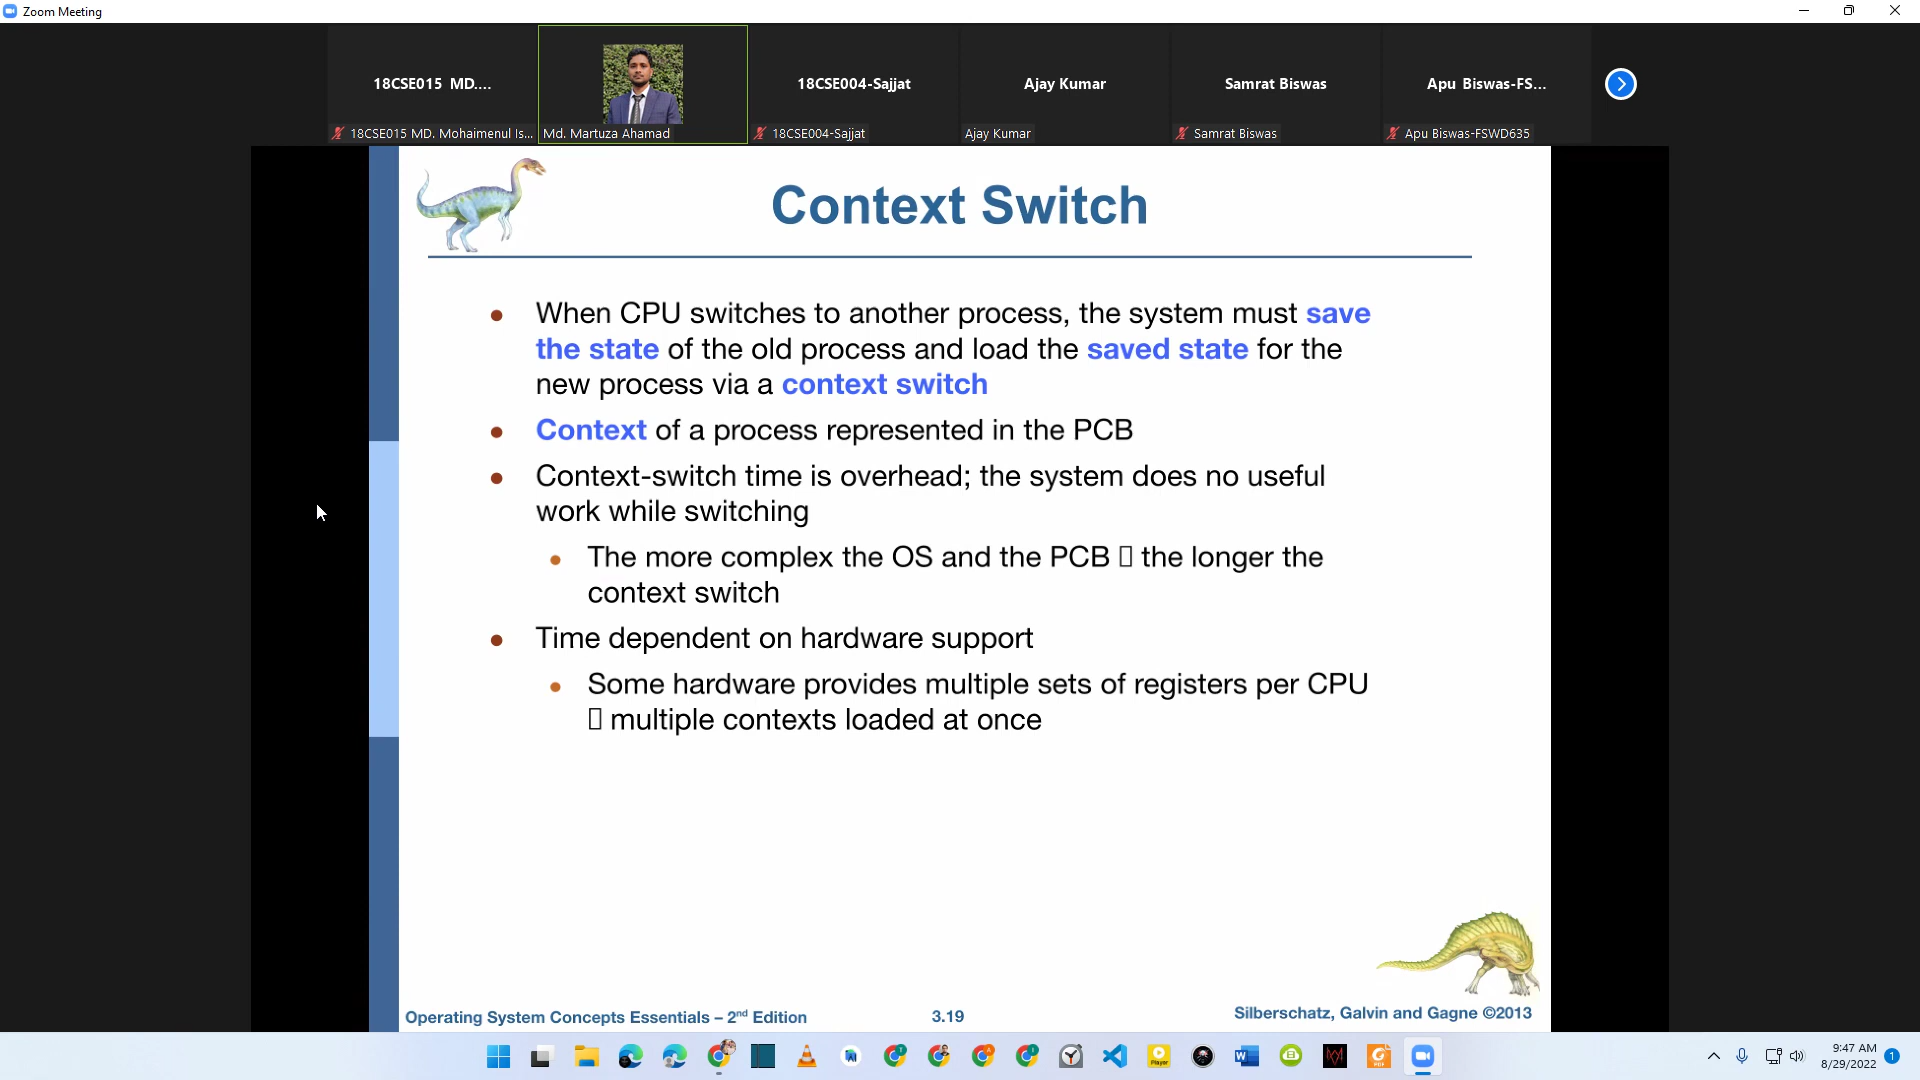 Zoom Meeting
18CSE015 MD....
18CSE004-Sajjat
Ajay Kumar
Samrat Biswas
Apu Biswas-FS...
18CSE015 MD. Mohaimenul Is...
Md. Martuza Ahamad
18CSE004-Sajjat
Ajay Kumar
Samrat Biswas
Apu Biswas-FSWD635
Context Switch
When CPU switches to another process, the system must save
the state of the old process and load the saved state for the
new process via a context switch
Context of a process represented in the PCB
Context-switch time is overhead; the system does no useful
work while switching
The more complex the OS and the PCB ▯ the longer the
context switch
Time dependent on hardware support
Some hardware provides multiple sets of registers per CPU
▯ multiple contexts loaded at once
Operating System Concepts Essentials – 2nd Edition
3.19
Silberschatz, Galvin and Gagne ©2013
9:47 AM
8/29/2022
1